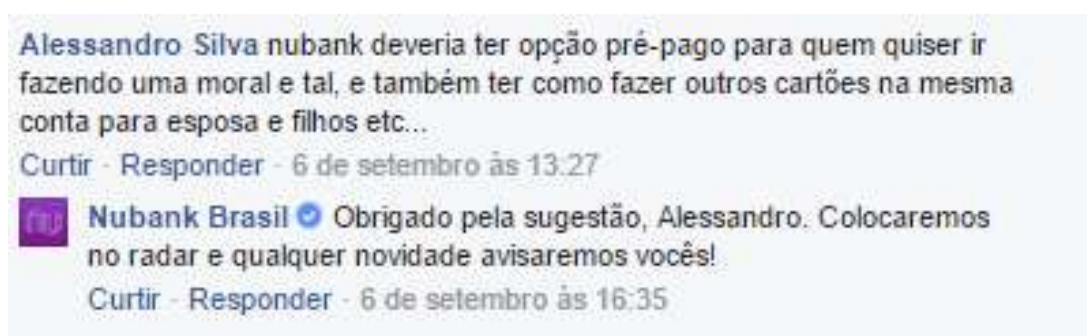 Alessandro Silva nubank deveria ter opção pré-pago para quem quiser ir
fazendo uma moral e tal, e também ter como fazer outros cartões na mesma
conta para esposa e filhos etc...
Curtir - Responder - 6 de setembro às 13:27
nu
Nubank Brasil Obrigado pela sugestão, Alessandro. Colocaremos
no radar e qualquer novidade avisaremos vocês!
Curtir - Responder - 6 de setembro às 16:35